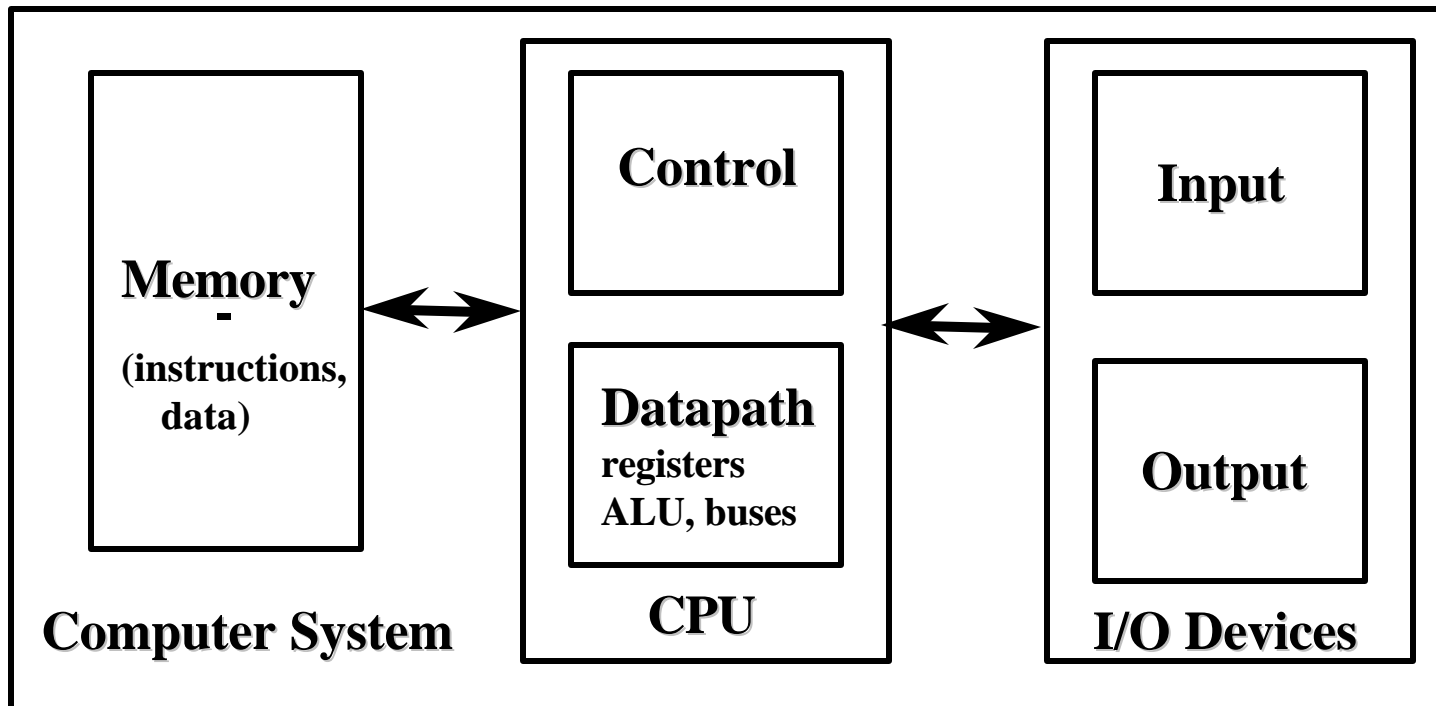 Memory
-
(instructions,
data)
Computer System
Control
Datapath
registers
ALU, buses
CPU
Input
Output
I/O Devices